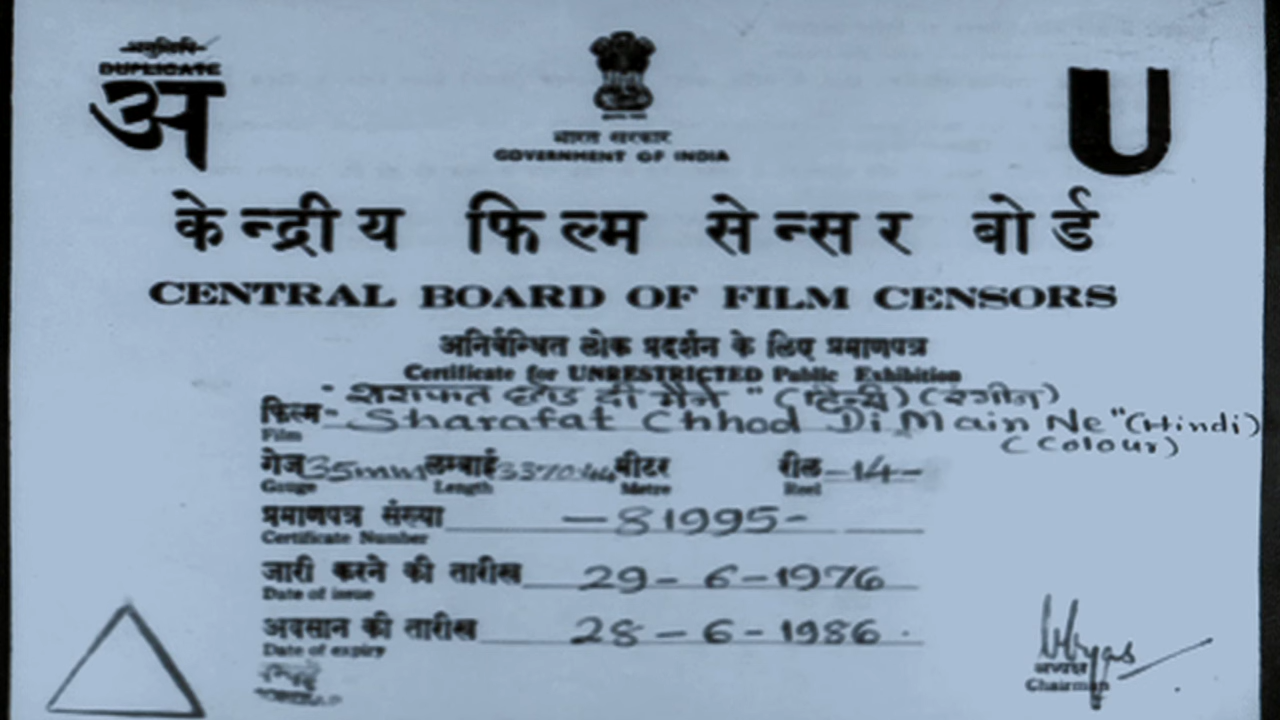 अनुलिपि
DUPLICATE
अ
U
भारत सरकार
GOVERNMENT OF INDIA
केन्द्रीय फिल्म सेन्सर बोर्ड
CENTRAL BOARD OF FILM CENSORS
अनिर्बन्धित लोक प्रदर्शन के लिए प्रमाणपत्र
Certificate for UNRESTRICTED Public Exhibition
"शराफत छोड दी मैंने" (हिन्दी) (रंगीन)
फिल्म "Sharafat Chhod Di Main Ne" (Hindi)
Film (Colour)
गेज 35mm लम्बाई 3370.44 मीटर रील -14-
Gauge Length Metre Reel
प्रमाणपत्र संख्या -81995-
Certificate Number
जारी करने की तारीख 29-6-1976
Date of issue
अवसान की तारीख 28-6-1986
Date of expiry
अध्यक्ष
Chairman